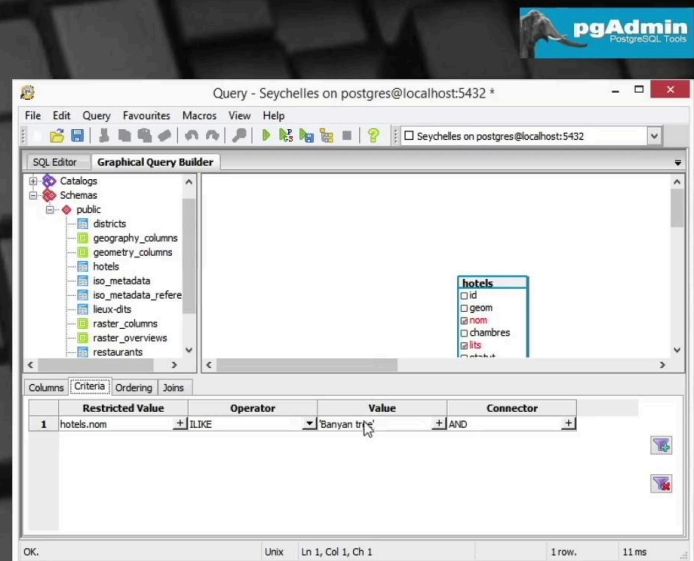 pgAdmin
PostgreSQL Tools
Query - Seychelles on postgres@localhost:5432 *
File Edit Query Favourites Macros View Help
Seychelles on postgres@localhost:5432
SQL Editor Graphical Query Builder
Catalogs
Schemas
public
districts
geography_columns
geometry_columns
hotels
iso_metadata
iso_metadata_refere
lieux-dits
raster_columns
raster_overviews
restaurants
hotels
id
geom
nom
chambres
lits
statut
Columns Criteria Ordering Joins
Restricted Value Operator Value Connector
1 hotels.nom ILIKE 'Banyan tree' AND
OK. Unix Ln 1, Col 1, Ch 1 1 row. 11 ms